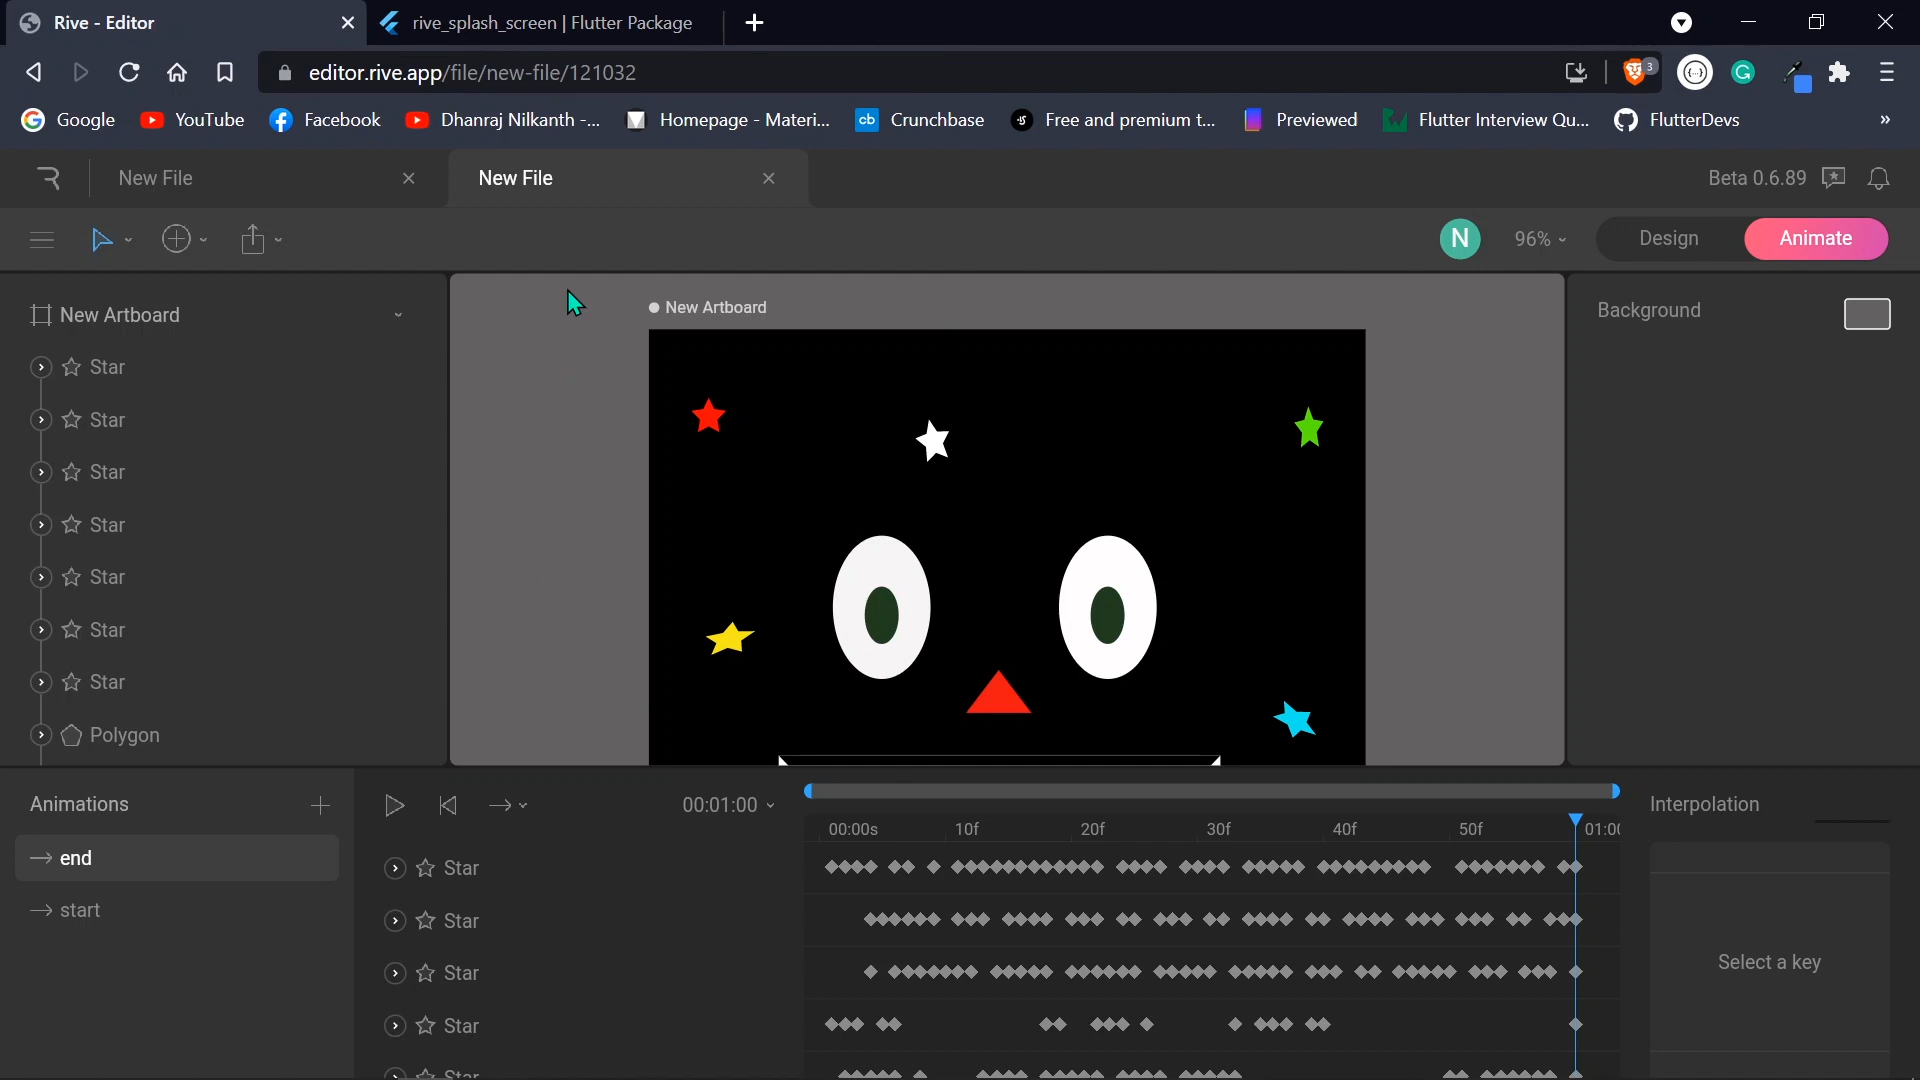 Rive - Editor
rive_splash_screen | Flutter Package
editor.rive.app/file/new-file/121032
3
Google
YouTube
Facebook
Dhanraj Nilkanth -...
Homepage - Materi...
cb
Crunchbase
Free and premium t...
Previewed
Flutter Interview Qu...
FlutterDevs
»
New File
New File
Beta 0.6.89
N
96%
Design
Animate
New Artboard
Star
Star
Star
Star
Star
Star
Star
Polygon
New Artboard
Background
Animations
end
start
00:01:00
00:00s
10f
20f
30f
40f
50f
Star
Star
Star
Star
Star
Interpolation
Select a key